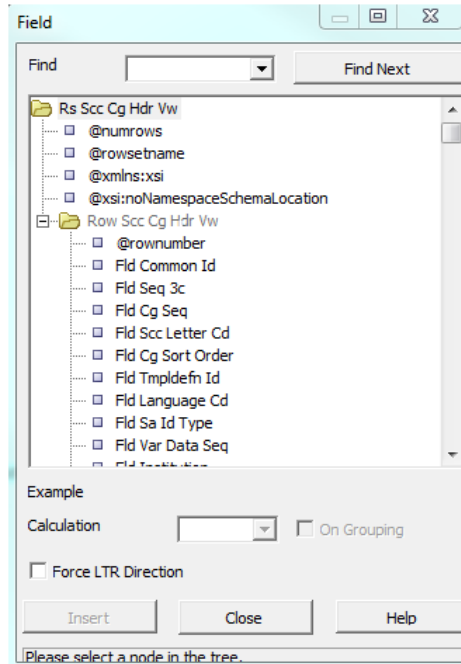 Field
Find
Find Next
Rs Scc Cg Hdr Vw
@numrows
@rowsetname
@xmlns:xsi
@xsi:noNamespaceSchemaLocation
Row Scc Cg Hdr Vw
@rownumber
Fld Common Id
Fld Seq 3c
Fld Cg Seq
Fld Scc Letter Cd
Fld Cg Sort Order
Fld Tmpldefn Id
Fld Language Cd
Fld Sa Id Type
Fld Var Data Seq
Fld Institution
Example
Calculation
On Grouping
Force LTR Direction
Insert
Close
Help
Please select a node in the tree.